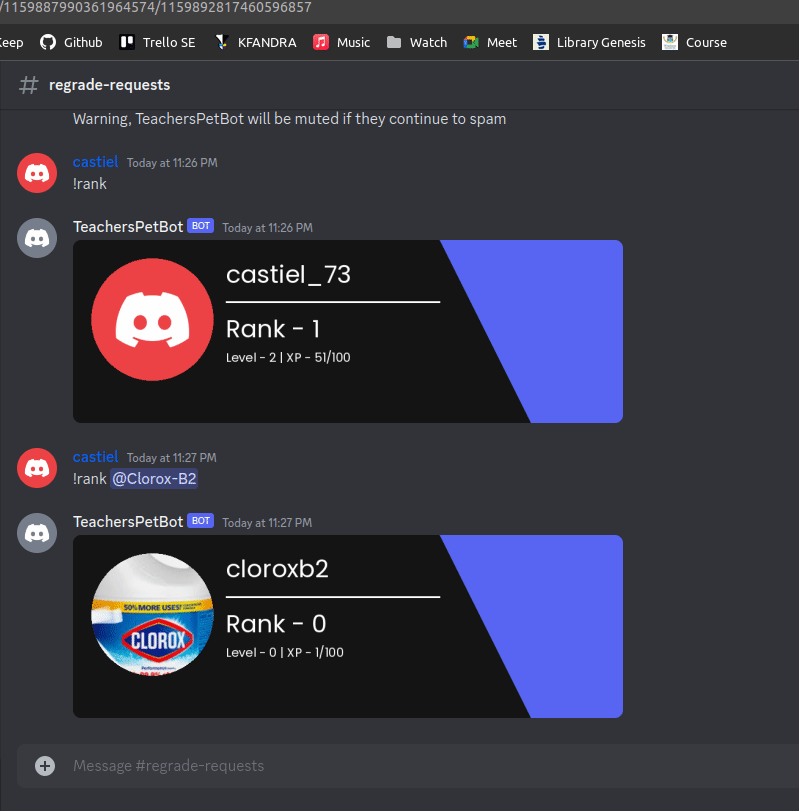 /1159887990361964574/1159892817460596857
Keep Github Trello SE KFANDRA Music Watch Meet Library Genesis Course
# regrade-requests
Warning, TeachersPetBot will be muted if they continue to spam
castiel Today at 11:26 PM
!rank
TeachersPetBot BOT Today at 11:26 PM
castiel_73
Rank - 1
Level - 2 | XP - 51/100
castiel Today at 11:27 PM
!rank @Clorox-B2
TeachersPetBot BOT Today at 11:27 PM
cloroxb2
50% MORE USES!
CLOROX
Rank - 0
Level - 0 | XP - 1/100
Message #regrade-requests